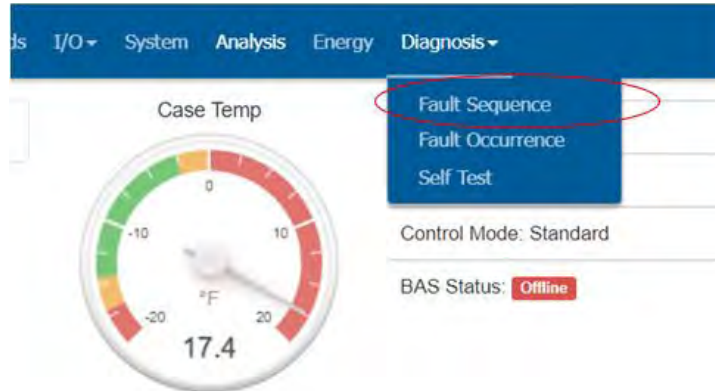 ds I/O System Analysis Energy Diagnosis
Fault Sequence
Fault Occurrence
Self Test
Case Temp
0
-10
10
-20
20
°F
17.4
Control Mode: Standard
BAS Status: Offline